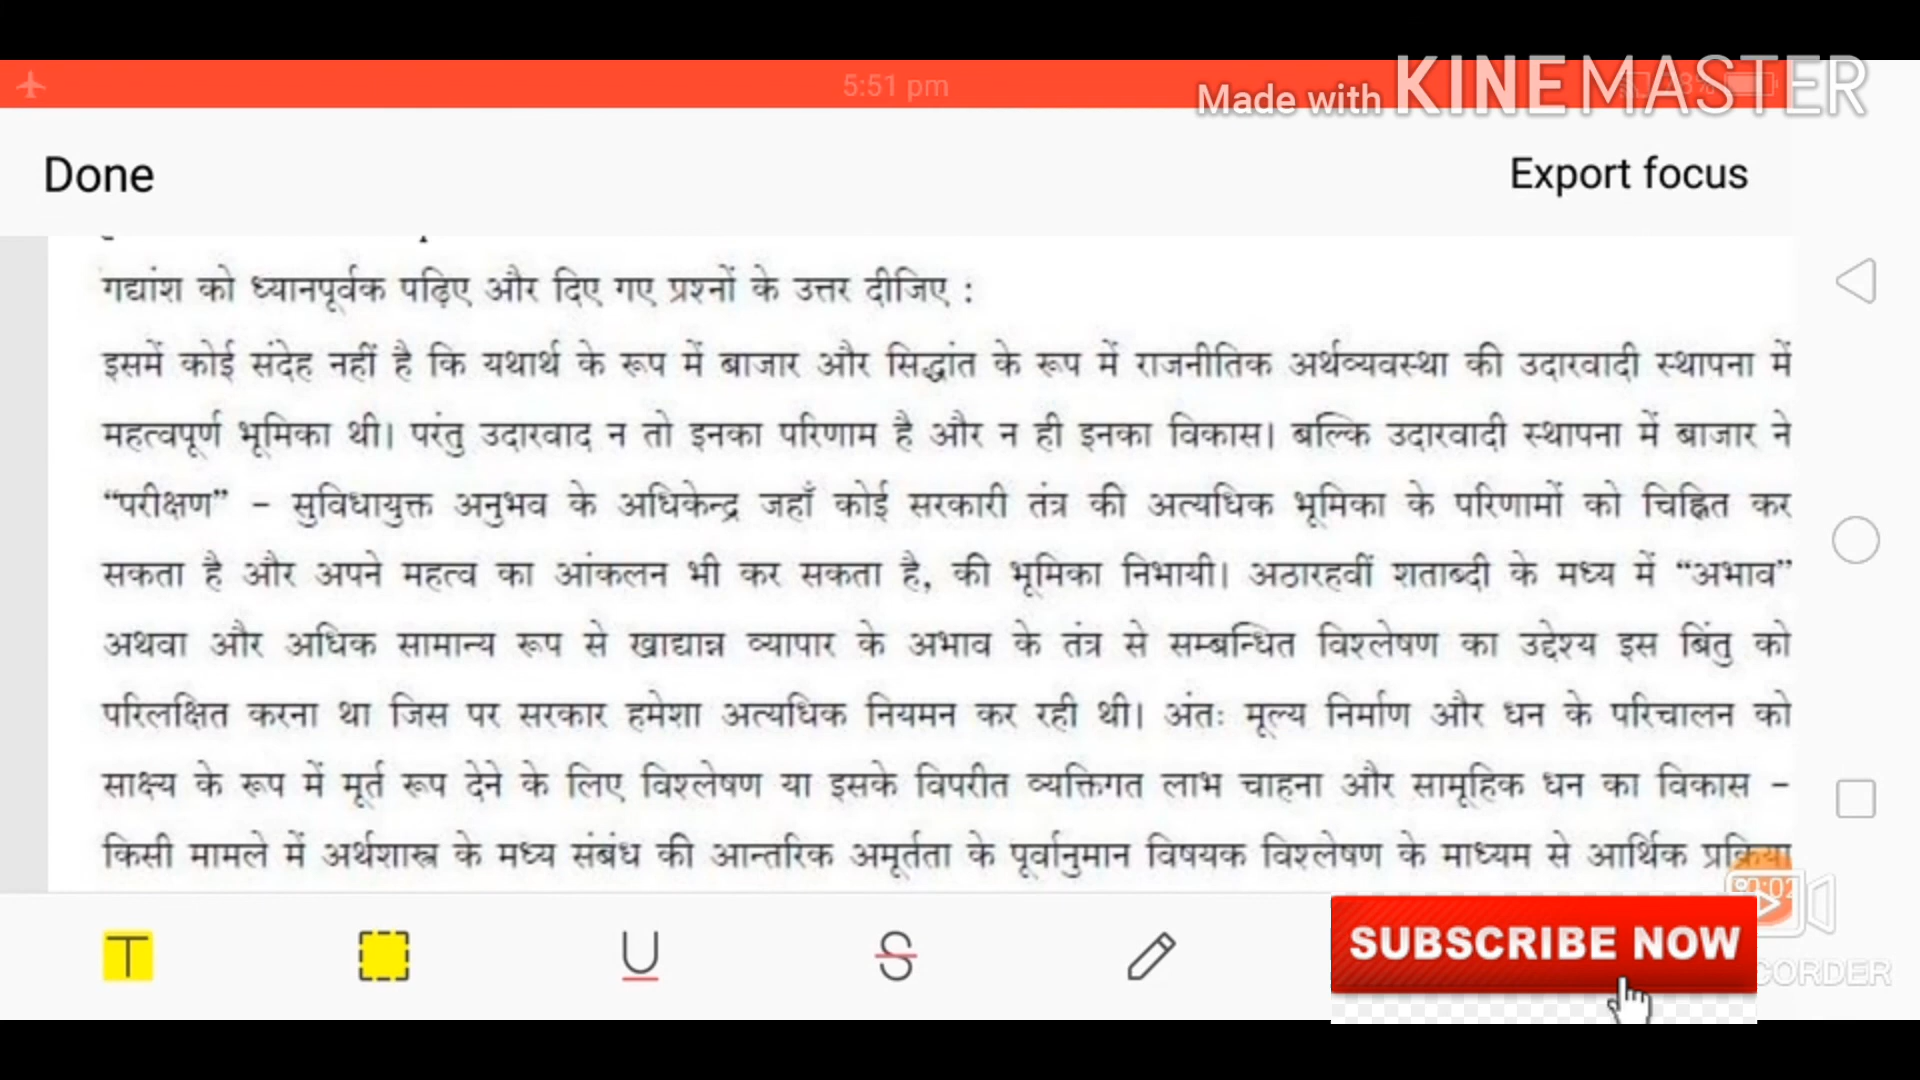 5:51 pm
Made with KINEMASTER
Done
Export focus
गद्यांश को ध्यानपूर्वक पढ़िए और दिए गए प्रश्नों के उत्तर दीजिए :
इसमें कोई संदेह नहीं है कि यथार्थ के रूप में बाजार और सिद्धांत के रूप में राजनीतिक अर्थव्यवस्था की उदारवादी स्थापना में
महत्वपूर्ण भूमिका थी। परंतु उदारवाद न तो इनका परिणाम है और न ही इनका विकास। बल्कि उदारवादी स्थापना में बाजार ने
“परीक्षण” – सुविधायुक्त अनुभव के अधिकेन्द्र जहाँ कोई सरकारी तंत्र की अत्यधिक भूमिका के परिणामों को चिह्नित कर
सकता है और अपने महत्व का आंकलन भी कर सकता है, की भूमिका निभायी। अठारहवीं शताब्दी के मध्य में “अभाव”
अथवा और अधिक सामान्य रूप से खाद्यान्न व्यापार के अभाव के तंत्र से सम्बन्धित विश्लेषण का उद्देश्य इस बिंतु को
परिलक्षित करना था जिस पर सरकार हमेशा अत्यधिक नियमन कर रही थी। अंतः मूल्य निर्माण और धन के परिचालन को
साक्ष्य के रूप में मूर्त रूप देने के लिए विश्लेषण या इसके विपरीत व्यक्तिगत लाभ चाहना और सामूहिक धन का विकास –
किसी मामले में अर्थशास्त्र के मध्य संबंध की आन्तरिक अमूर्तता के पूर्वानुमान विषयक विश्लेषण के माध्यम से आर्थिक प्रक्रिया
T
U
S
SUBSCRIBE NOW